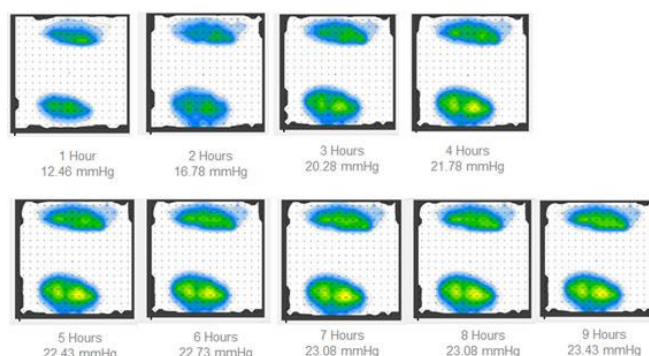 1 Hour
12.46 mmHg
2 Hours
16.78 mmHg
3 Hours
20.28 mmHg
4 Hours
21.78 mmHg
5 Hours
22.43 mmHg
6 Hours
22.73 mmHg
7 Hours
23.08 mmHg
8 Hours
23.08 mmHg
9 Hours
23.43 mmHg